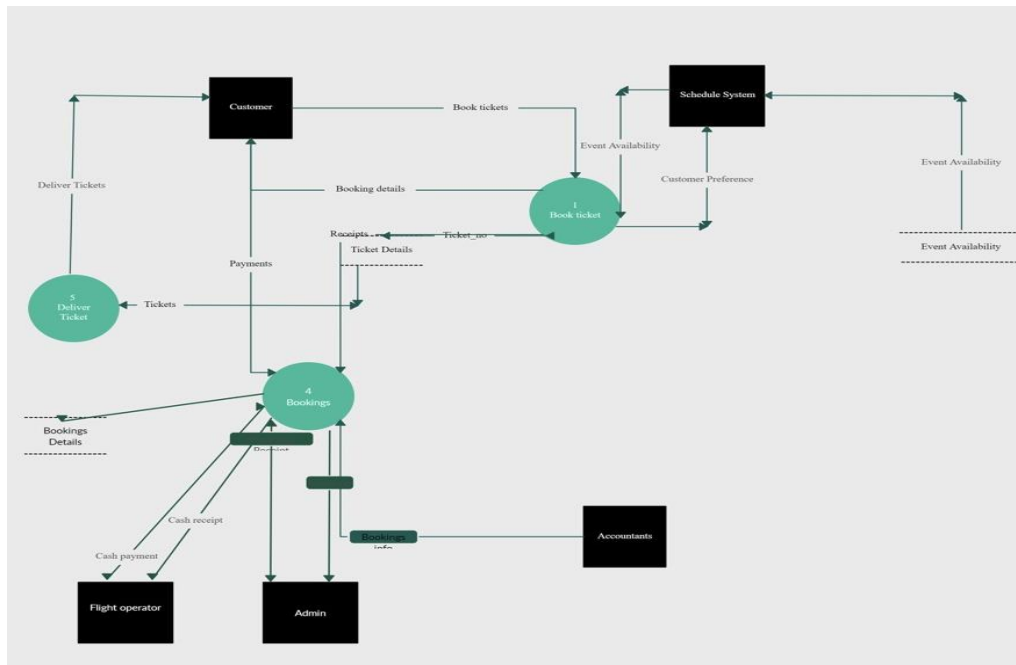 Customer
Schedule System
Book tickets
Event Availability
Event Availability
Customer Preference
Deliver Tickets
Booking details
1
Book ticket
Receipts
Ticket_no
Ticket Details
Event Availability
Payments
5
Deliver
Ticket
Tickets
4
Bookings
Bookings
Details
Receipt
Cash receipt
Bookings
info
Accountants
Cash payment
Flight operator
Admin